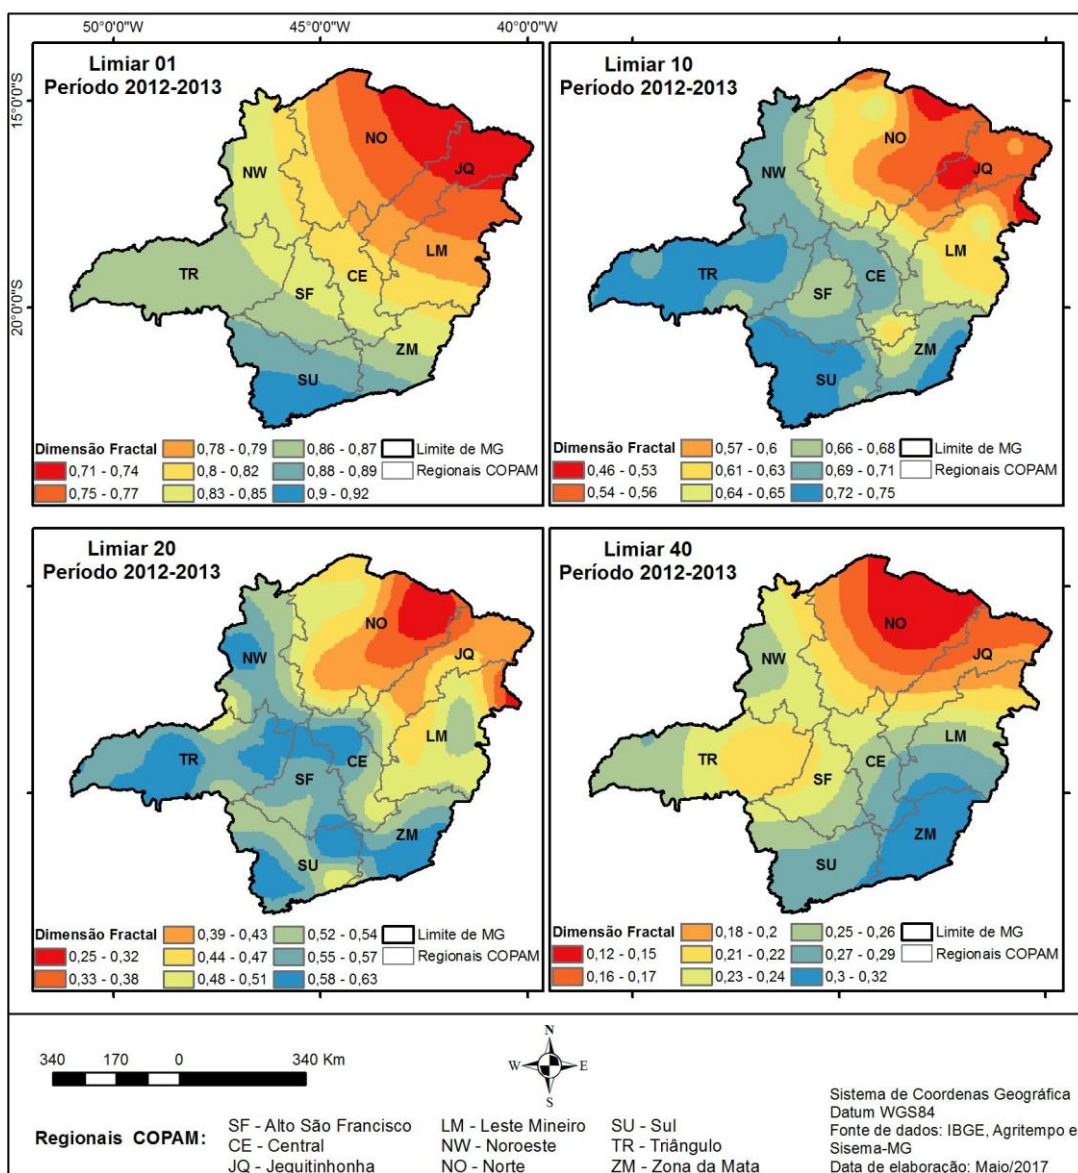 50°0'0"W 45°0'0"W 40°0'0"W
15°0'0"S
20°0'0"S
Limiar 01
Período 2012-2013
NO
NW
JQ
LM
TR
CE
SF
ZM
SU
Dimensão Fractal
0,71 - 0,74
0,75 - 0,77
0,78 - 0,79
0,8 - 0,82
0,83 - 0,85
0,86 - 0,87
0,88 - 0,89
0,9 - 0,92
Limite de MG
Regionais COPAM
Limiar 10
Período 2012-2013
NO
NW
JQ
LM
TR
CE
SF
ZM
SU
Dimensão Fractal
0,46 - 0,53
0,54 - 0,56
0,57 - 0,6
0,61 - 0,63
0,64 - 0,65
0,66 - 0,68
0,69 - 0,71
0,72 - 0,75
Limite de MG
Regionais COPAM
Limiar 20
Período 2012-2013
NO
NW
JQ
LM
TR
CE
SF
ZM
SU
Dimensão Fractal
0,25 - 0,32
0,33 - 0,38
0,39 - 0,43
0,44 - 0,47
0,48 - 0,51
0,52 - 0,54
0,55 - 0,57
0,58 - 0,63
Limite de MG
Regionais COPAM
Limiar 40
Período 2012-2013
NO
NW
JQ
LM
TR
CE
SF
ZM
SU
Dimensão Fractal
0,12 - 0,15
0,16 - 0,17
0,18 - 0,2
0,21 - 0,22
0,23 - 0,24
0,25 - 0,26
0,27 - 0,29
0,3 - 0,32
Limite de MG
Regionais COPAM
340 170 0 340 Km
N
W E
S
Regionais COPAM:
SF - Alto São Francisco
CE - Central
JQ - Jequitinhonha
LM - Leste Mineiro
NW - Noroeste
NO - Norte
SU - Sul
TR - Triângulo
ZM - Zona da Mata
Sistema de Coordenas Geográfica
Datum WGS84
Fonte de dados: IBGE, Agritempo e
Sisema-MG
Data de elaboração: Maio/2017